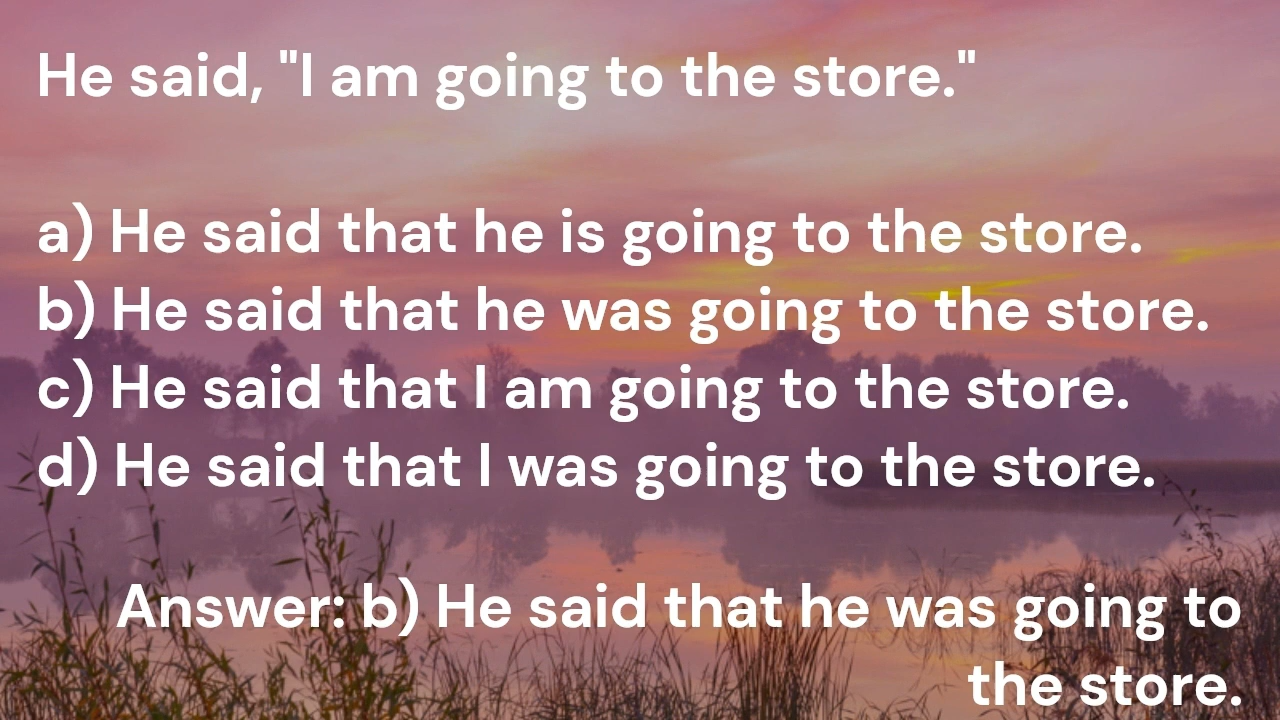 He said, "I am going to the store."
a) He said that he is going to the store.
b) He said that he was going to the store.
c) He said that I am going to the store.
d) He said that I was going to the store.
Answer: b) He said that he was going to
the store.